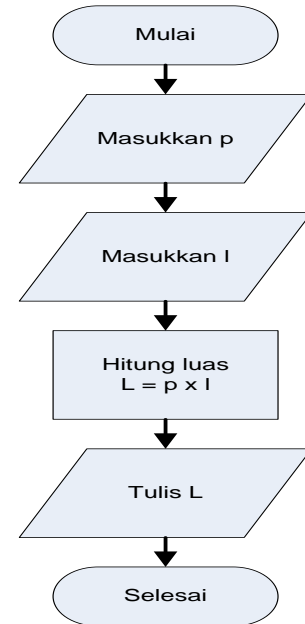 Mulai
Masukkan p
Masukkan l
Hitung luas
L = p x l
Tulis L
Selesai